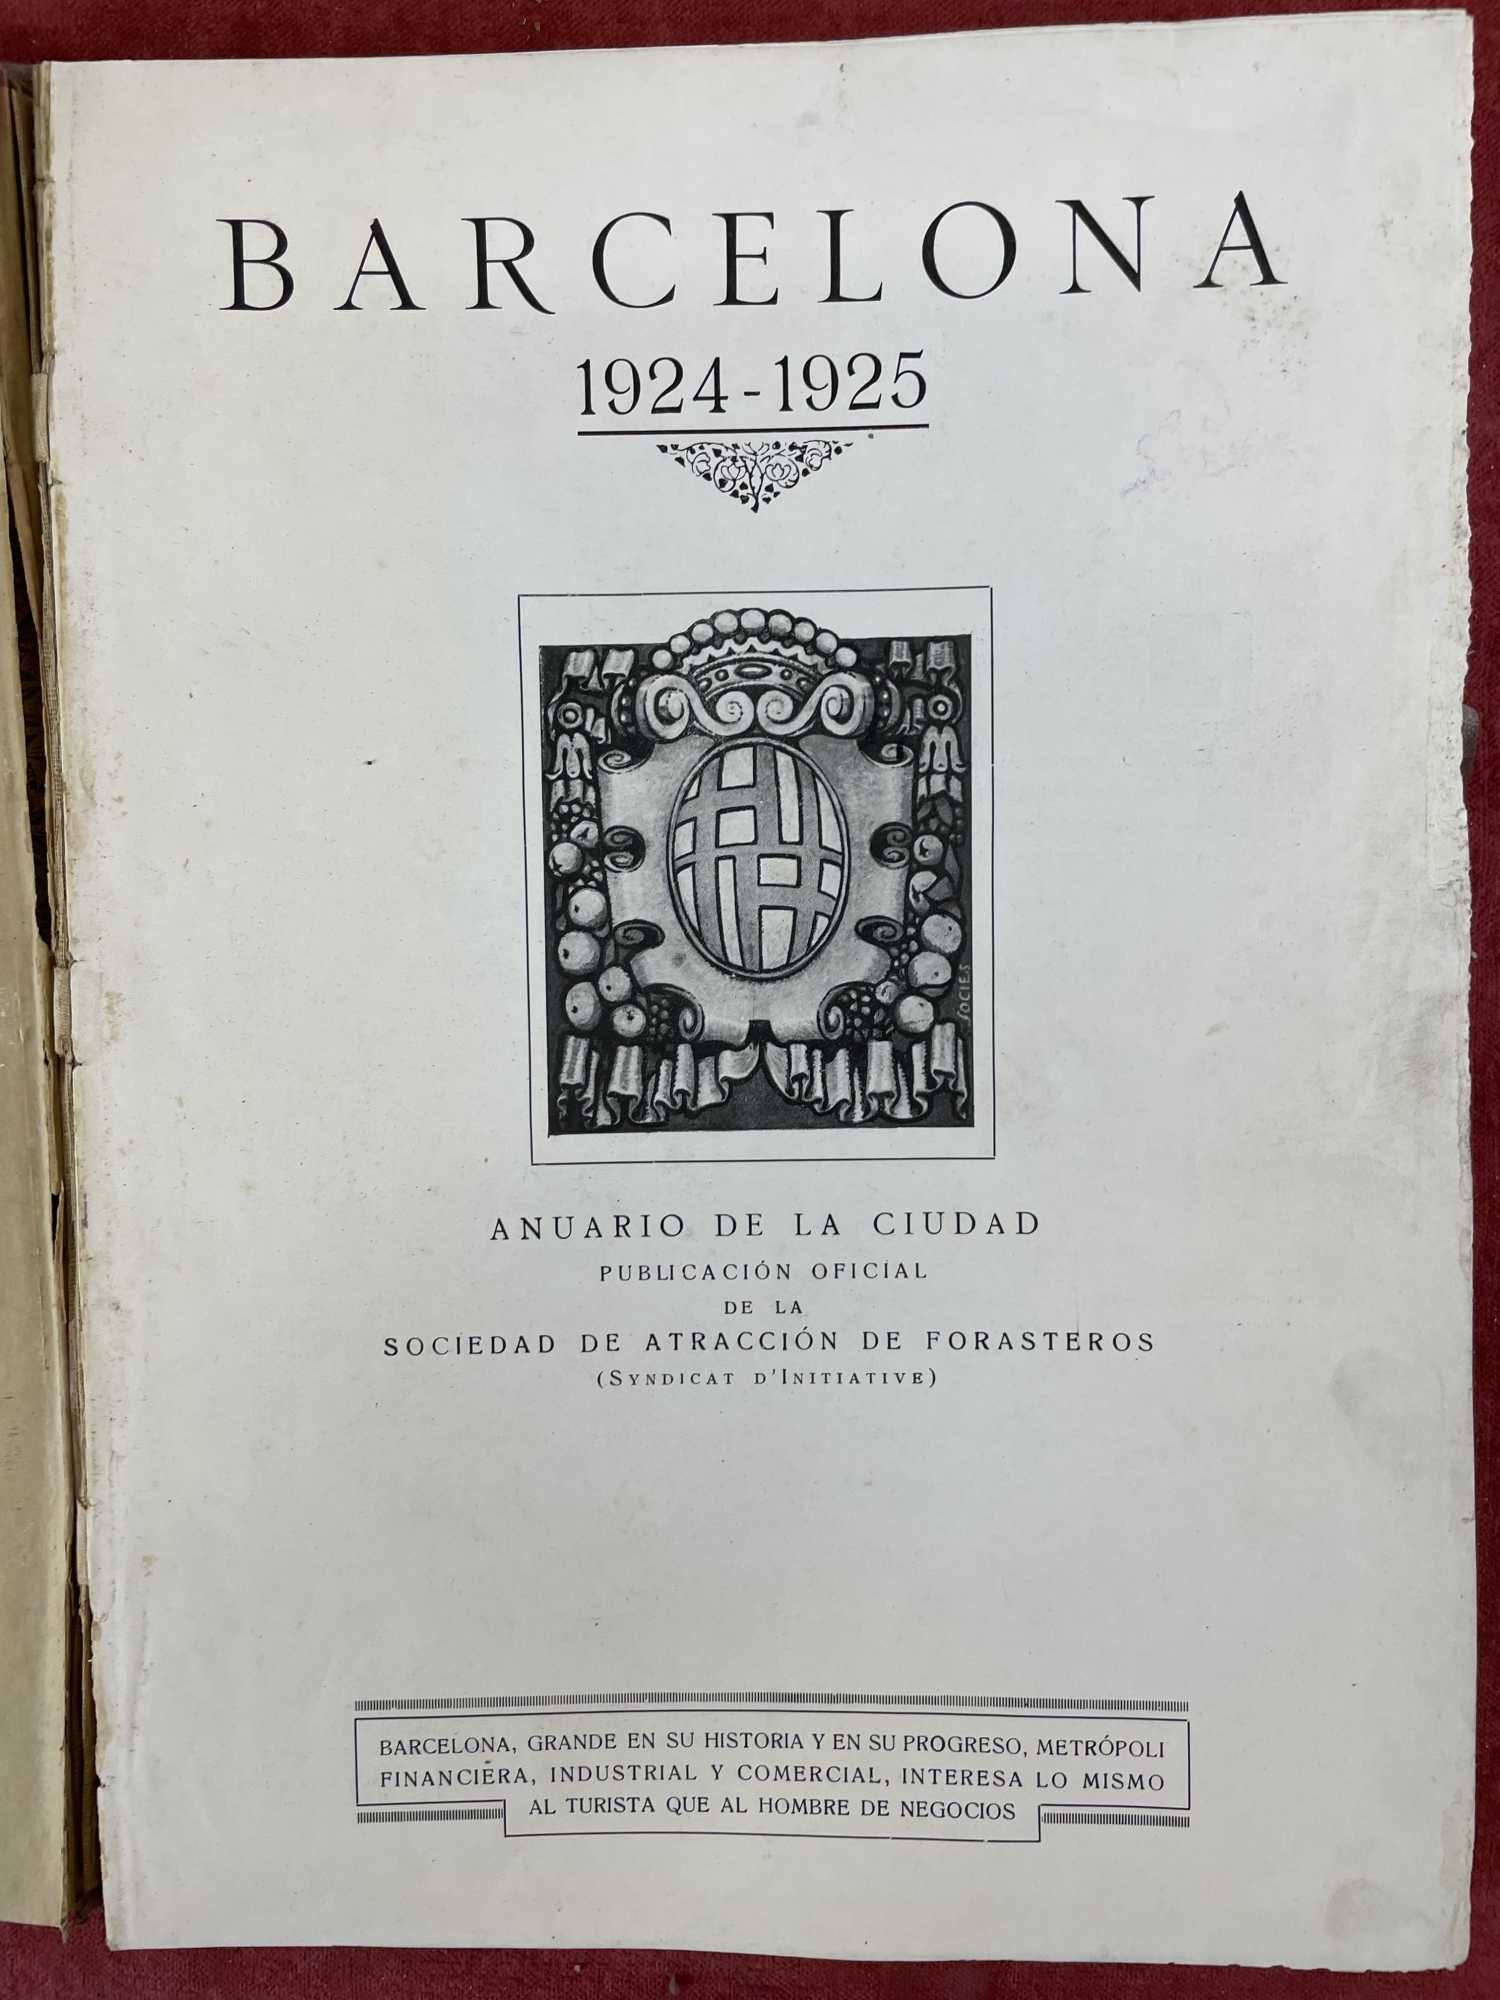 BARCELONA
1924-1925
SOCIES
ANUARIO DE LA CIUDAD
PUBLICACIÓN OFICIAL
DE LA
SOCIEDAD DE ATRACCIÓN DE FORASTEROS
(SYNDICAT D'INITIATIVE)
BARCELONA, GRANDE EN SU HISTORIA Y EN SU PROGRESO, METRÓPOLI
FINANCIERA, INDUSTRIAL Y COMERCIAL, INTERESA LO MISMO
AL TURISTA QUE AL HOMBRE DE NEGOCIOS